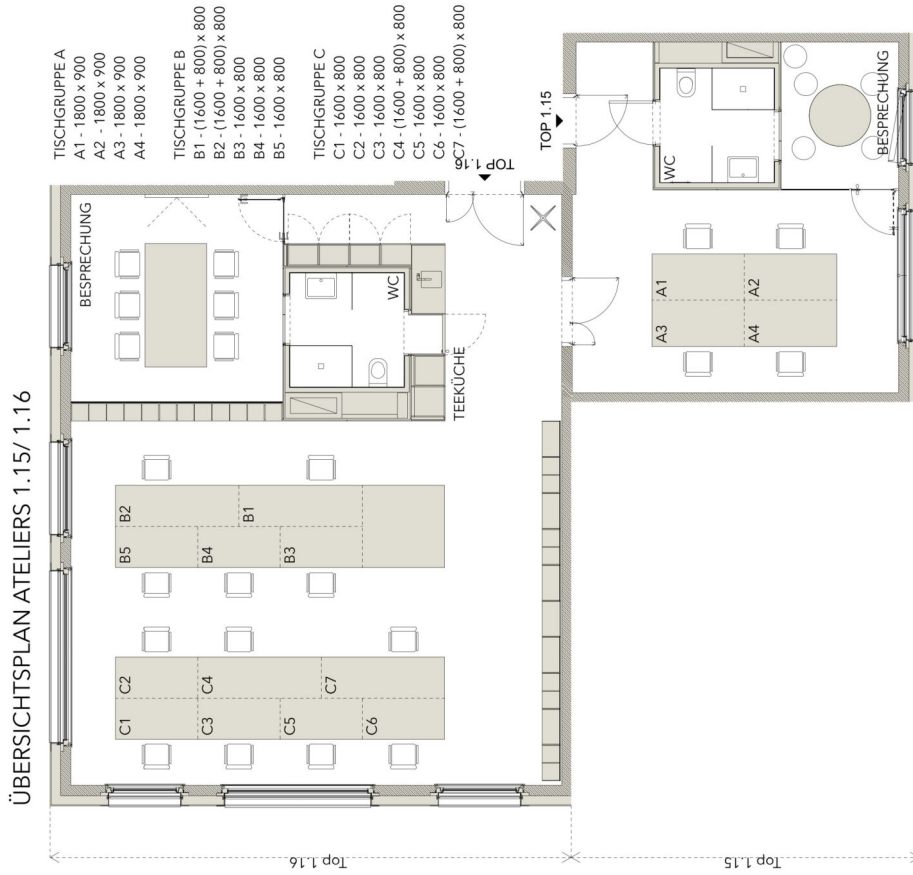 ÜBERSICHTSPLAN ATELIERS 1.15/ 1.16
TISCHGRUPPE A
A1 - 1800 x 900
A2 - 1800 x 900
A3 - 1800 x 900
A4 - 1800 x 900
TISCHGRUPPE B
B1 - (1600 + 800) x 800
B2 - (1600 + 800) x 800
B3 - 1600 x 800
B4 - 1600 x 800
B5 - 1600 x 800
TISCHGRUPPE C
C1 - 1600 x 800
C2 - 1600 x 800
C3 - 1600 x 800
C4 - (1600 + 800) x 800
C5 - 1600 x 800
C6 - 1600 x 800
C7 - (1600 + 800) x 800
BESPRECHUNG
WC
TEEKÜCHE
TOP 1.16
TOP 1.15
B5
B2
B4
B1
B3
C1
C2
C3
C4
C5
C7
C6
WC
BESPRECHUNG
A3
A1
A4
A2
Top 1.16
Top 1.15